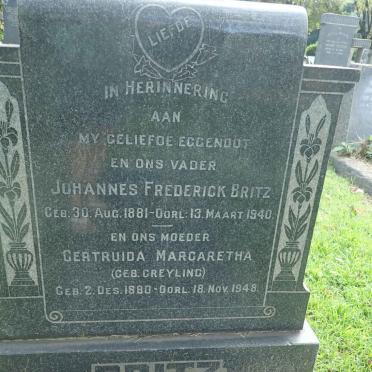 LIEFDE
IN HERINNERING
AAN
MY GELIEFDE EGGENOOT
EN ONS VADER
JOHANNES FREDERICK BRITZ
GEB. 30. AUG. 1881-OORL. 13. MAART 1940.
EN ONS MOEDER
GERTRUIDA MARGARETHA
(GEB. GREYLING)
GEB. 2. DES. 1880-OORL. 18. NOV. 1948.
BRITZ